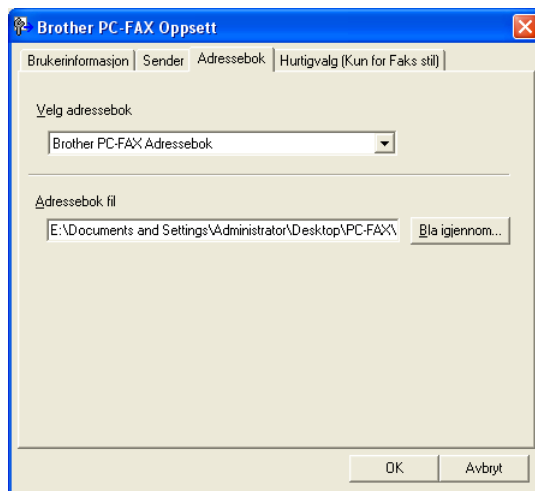 Brother PC-FAX Oppsett
Brukerinformasjon Sender Adressebok Hurtigvalg (Kun for Faks stil)
Velg adressebok
Brother PC-FAX Adressebok
Adressebok fil
E:\Documents and Settings\Administrator\Desktop\PC-FAX\ Bla igjennom...
OK Avbryt